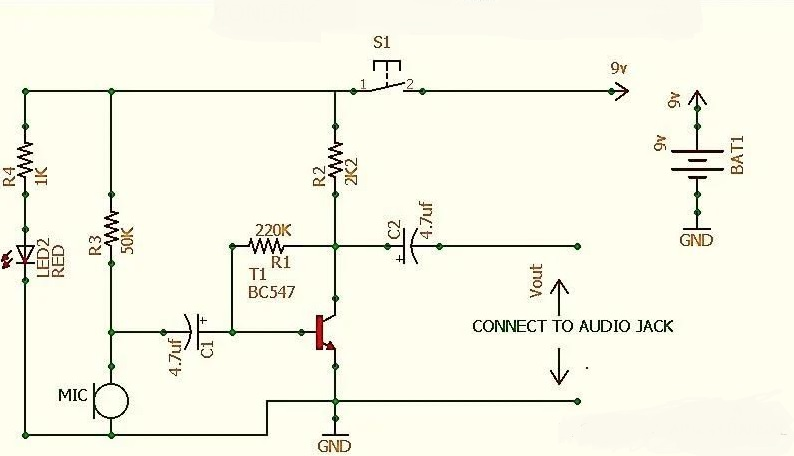 S1
1 2
9v
9v
9v
BAT1
GND
R4
1K
R2
2K2
R3
50K
LED2
RED
220K
R1
T1
BC547
C2
4.7uf
+
Vout
CONNECT TO AUDIO JACK
+
4.7uf
C1
MIC
GND